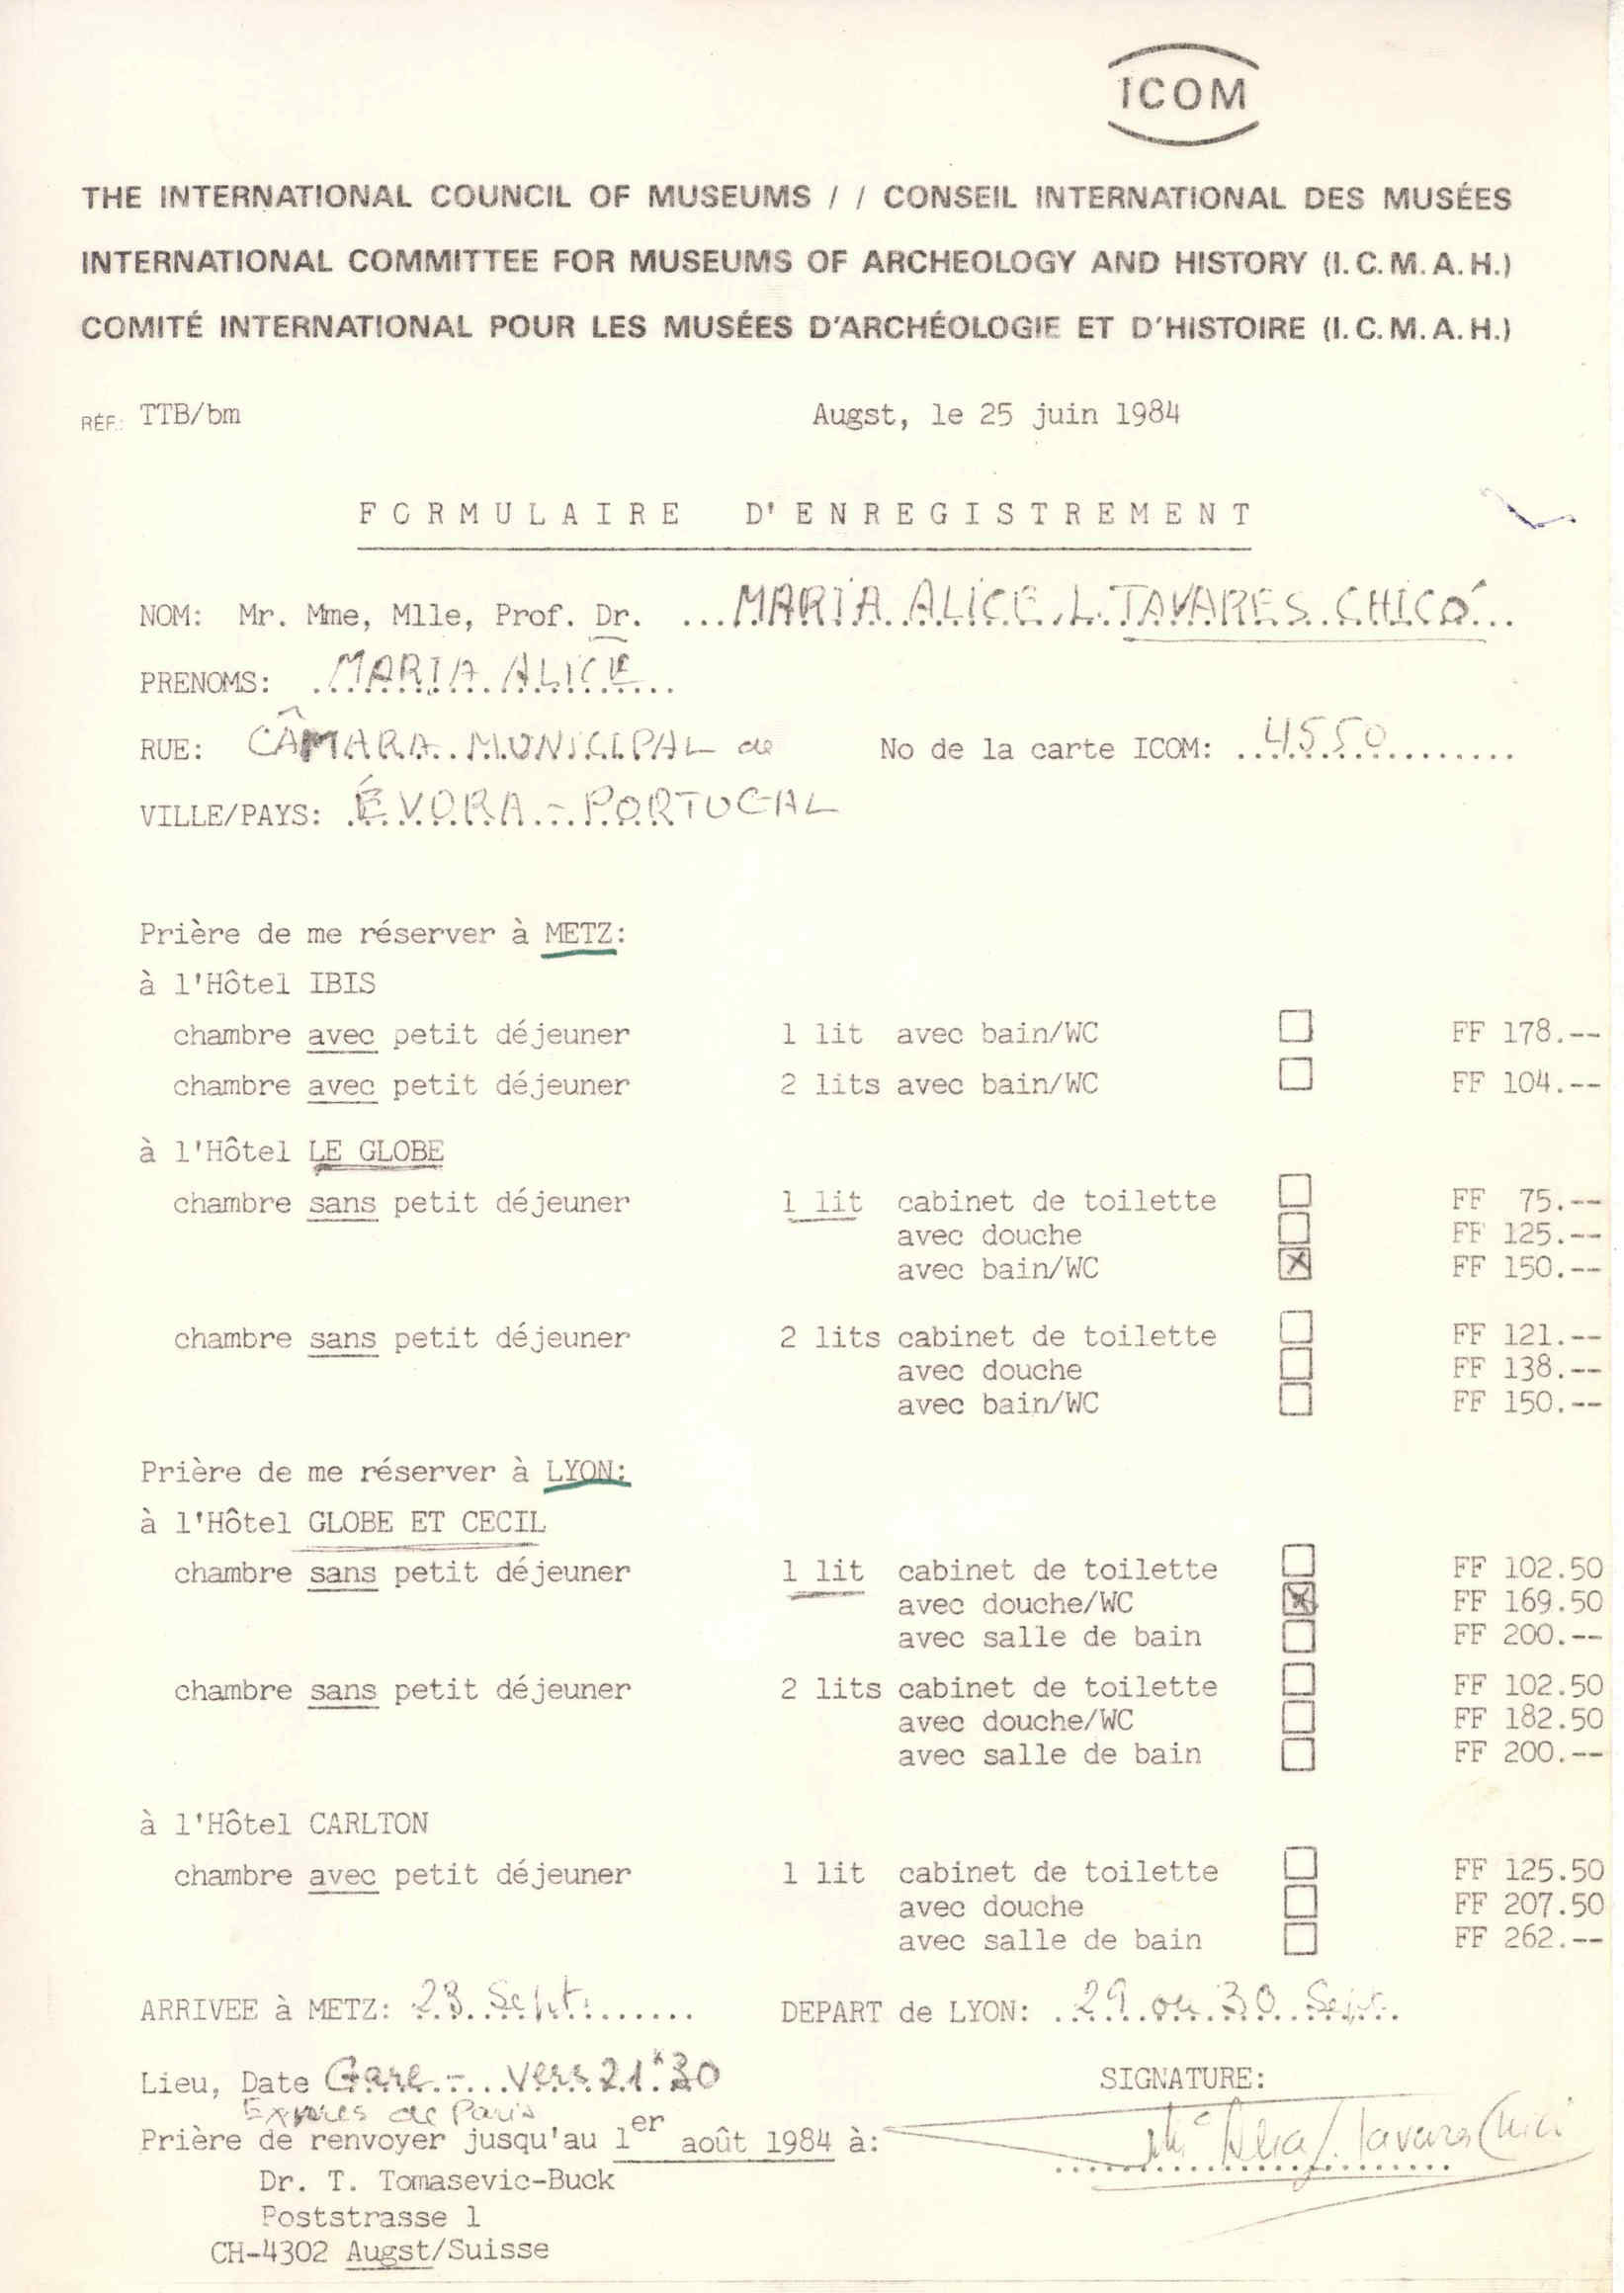 ICOM
THE INTERNATIONAL COUNCIL OF MUSEUMS / / CONSEIL INTERNATIONAL DES MUSÉES
INTERNATIONAL COMMITTEE FOR MUSEUMS OF ARCHEOLOGY AND HISTORY (I.C.M.A.H.)
COMITÉ INTERNATIONAL POUR LES MUSÉES D'ARCHÉOLOGIE ET D'HISTOIRE (I.C.M.A.H.)
RÉF.: TTB/bm Augst, le 25 juin 1984
FORMULAIRE D'ENREGISTREMENT
NOM: Mr. Mme, Mlle, Prof. Dr. ...MARIA ALICE L. TAVARES CHICÓ...
PRENOMS: MARIA ALICE
RUE: CÂMARA MUNICIPAL de No de la carte ICOM: 4550
VILLE/PAYS: ÉVORA - PORTUGAL
Prière de me réserver à METZ:
à l'Hôtel IBIS
chambre avec petit déjeuner 1 lit avec bain/WC ☐ FF 178.--
chambre avec petit déjeuner 2 lits avec bain/WC ☐ FF 104.--
à l'Hôtel LE GLOBE
chambre sans petit déjeuner 1 lit cabinet de toilette ☐ FF 75.--
avec douche ☐ FF 125.--
avec bain/WC ☒ FF 150.--
chambre sans petit déjeuner 2 lits cabinet de toilette ☐ FF 121.--
avec douche ☐ FF 138.--
avec bain/WC ☐ FF 150.--
Prière de me réserver à LYON:
à l'Hôtel GLOBE ET CECIL
chambre sans petit déjeuner 1 lit cabinet de toilette ☐ FF 102.50
avec douche/WC ☒ FF 169.50
avec salle de bain ☐ FF 200.--
chambre sans petit déjeuner 2 lits cabinet de toilette ☐ FF 102.50
avec douche/WC ☐ FF 182.50
avec salle de bain ☐ FF 200.--
à l'Hôtel CARLTON
chambre avec petit déjeuner 1 lit cabinet de toilette ☐ FF 125.50
avec douche ☐ FF 207.50
avec salle de bain ☐ FF 262.--
ARRIVEE à METZ: 23 Sept. DEPART de LYON: 29 ou 30 Sept.
Lieu, Date Gare - vers 21h30 SIGNATURE:
Expres de Paris
Prière de renvoyer jusqu'au 1er août 1984 à: Mª Alice L. Tavares Chicó
Dr. T. Tomasevic-Buck
Poststrasse 1
CH-4302 Augst/Suisse